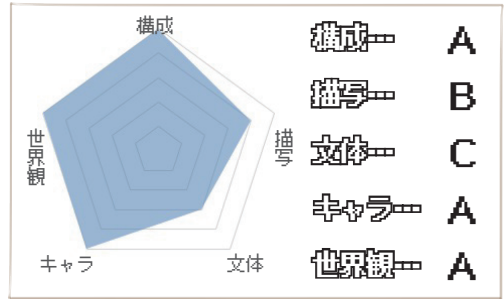 構成
描写
文体
キャラ
世界観
構成… A
描写… B
文体… C
キャラ… A
世界観… A